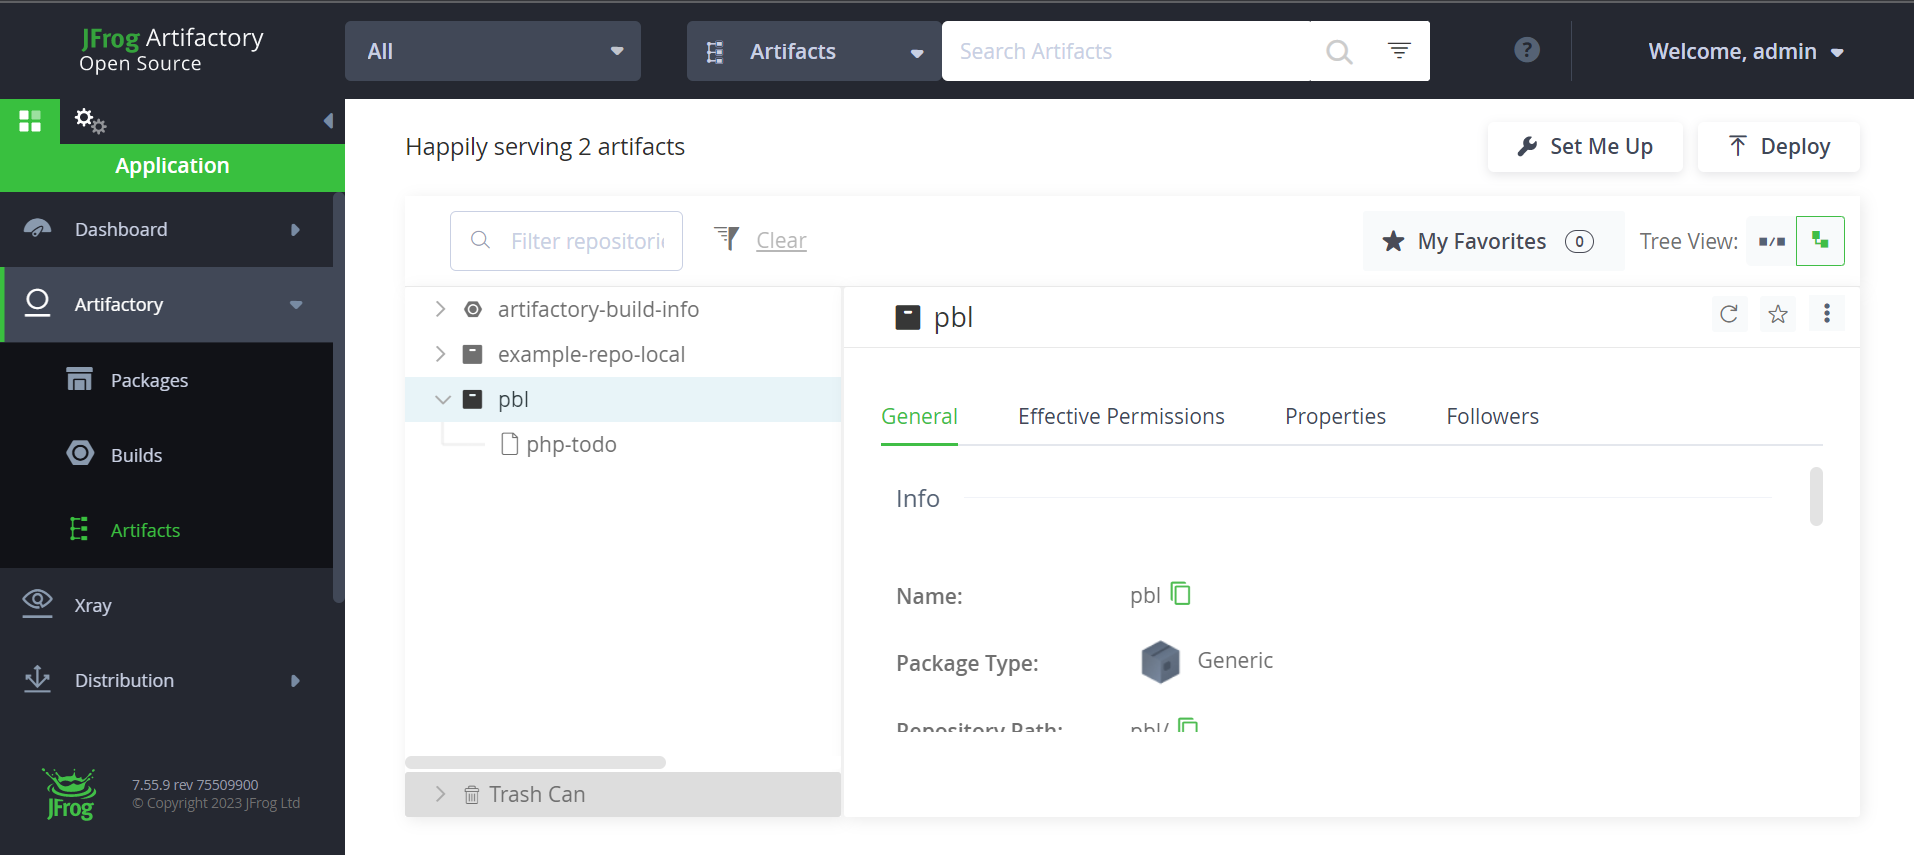 JFrog Artifactory
Open Source
All
Artifacts
Search Artifacts
?
Welcome, admin
Application
Dashboard
Artifactory
Packages
Builds
Artifacts
Xray
Distribution
JFrog
7.55.9 rev 75509900
© Copyright 2023 JFrog Ltd
Happily serving 2 artifacts
Set Me Up
Deploy
Filter repositori
Clear
My Favorites 0
Tree View:
artifactory-build-info
example-repo-local
pbl
php-todo
Trash Can
pbl
General Effective Permissions Properties Followers
Info
Name: pbl
Package Type: Generic
Repository Path: pbl/